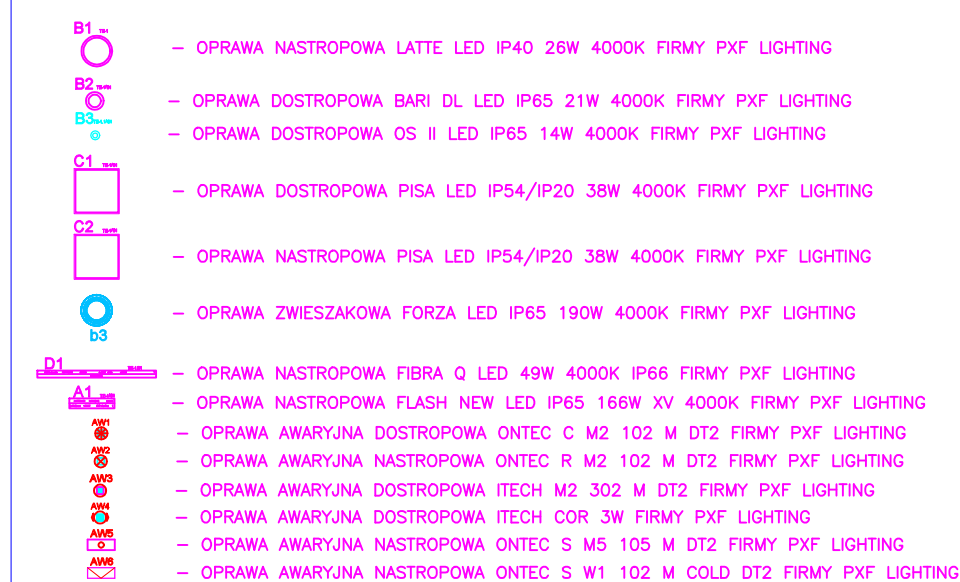 B1
– OPRAWA NASTROPOWA LATTE LED IP40 26W 4000K FIRMY PXF LIGHTING
B2
– OPRAWA DOSTROPOWA BARI DL LED IP65 21W 4000K FIRMY PXF LIGHTING
B3
– OPRAWA DOSTROPOWA OS II LED IP65 14W 4000K FIRMY PXF LIGHTING
C1
– OPRAWA DOSTROPOWA PISA LED IP54/IP20 38W 4000K FIRMY PXF LIGHTING
C2
– OPRAWA NASTROPOWA PISA LED IP54/IP20 38W 4000K FIRMY PXF LIGHTING
– OPRAWA ZWIESZAKOWA FORZA LED IP65 190W 4000K FIRMY PXF LIGHTING
b3
D1
– OPRAWA NASTROPOWA FIBRA Q LED 49W 4000K IP66 FIRMY PXF LIGHTING
A1
– OPRAWA NASTROPOWA FLASH NEW LED IP65 166W XV 4000K FIRMY PXF LIGHTING
AW1
– OPRAWA AWARYJNA DOSTROPOWA ONTEC C M2 102 M DT2 FIRMY PXF LIGHTING
AW2
– OPRAWA AWARYJNA NASTROPOWA ONTEC R M2 102 M DT2 FIRMY PXF LIGHTING
AW3
– OPRAWA AWARYJNA DOSTROPOWA ITECH M2 302 M DT2 FIRMY PXF LIGHTING
AW4
– OPRAWA AWARYJNA DOSTROPOWA ITECH COR 3W FIRMY PXF LIGHTING
AW5
– OPRAWA AWARYJNA NASTROPOWA ONTEC S M5 105 M DT2 FIRMY PXF LIGHTING
AW6
– OPRAWA AWARYJNA NASTROPOWA ONTEC S W1 102 M COLD DT2 FIRMY PXF LIGHTING